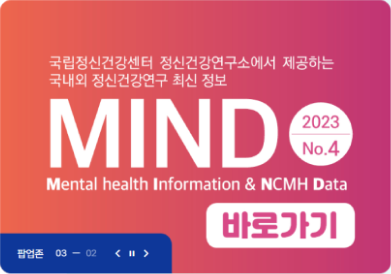 국립정신건강센터 정신건강연구소에서 제공하는
국내외 정신건강연구 최신 정보
MIND
2023
No.4
Mental health Information & NCMH Data
바로가기
팝업존 03 — 02